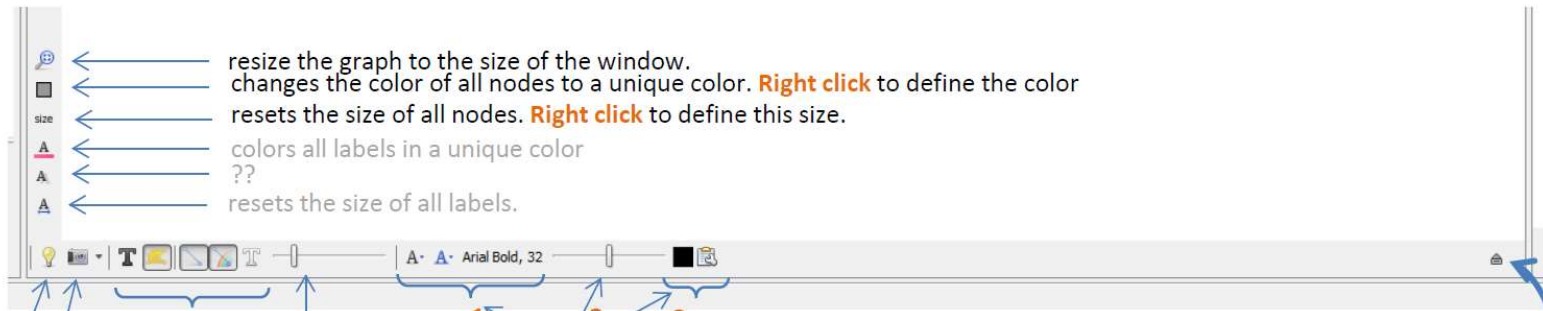 resize the graph to the size of the window.
changes the color of all nodes to a unique color. Right click to define the color
size
resets the size of all nodes. Right click to define this size.
A
colors all labels in a unique color
A
??
A
resets the size of all labels.
T T A- A- Arial Bold, 32